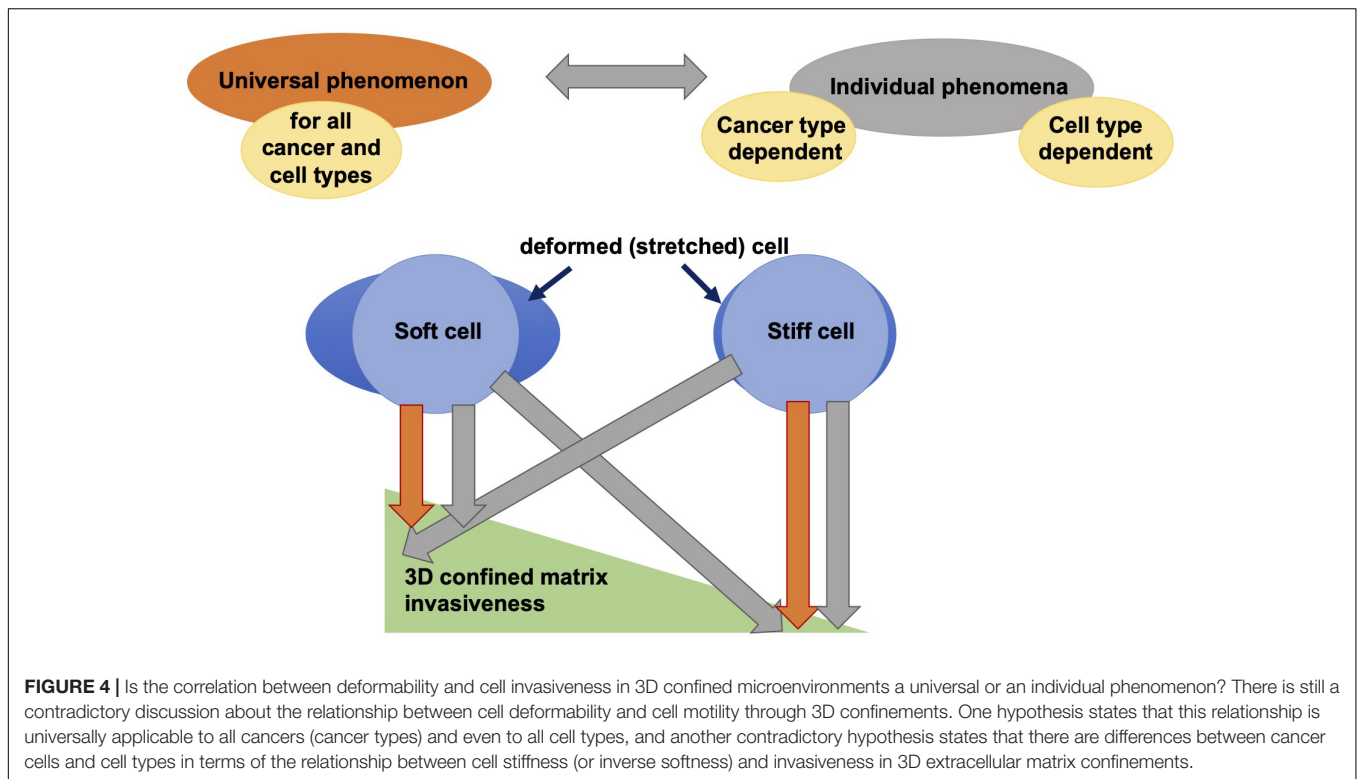 Universal phenomenon
for all
cancer and
cell types
Individual phenomena
Cancer type
dependent
Cell type
dependent
deformed (stretched) cell
Soft cell
Stiff cell
3D confined matrix
invasiveness
FIGURE 4 | Is the correlation between deformability and cell invasiveness in 3D confined microenvironments a universal or an individual phenomenon? There is still a
contradictory discussion about the relationship between cell deformability and cell motility through 3D confinements. One hypothesis states that this relationship is
universally applicable to all cancers (cancer types) and even to all cell types, and another contradictory hypothesis states that there are differences between cancer
cells and cell types in terms of the relationship between cell stiffness (or inverse softness) and invasiveness in 3D extracellular matrix confinements.